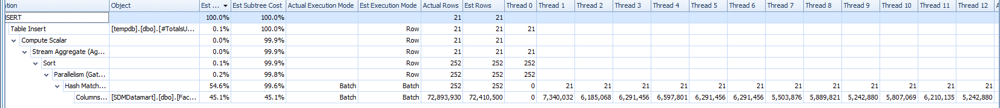 ation Object Est ... Est Subtree Cost Actual Execution Mode Est Execution Mode Actual Rows Est Rows Thread 0 Thread 1 Thread 2 Thread 3 Thread 4 Thread 5 Thread 6 Thread 7 Thread 8 Thread 9 Thread 10 Thread 11 Thread 12
SERT 100.0% 100.0% 21 21
Table Insert [tempdb].[dbo].[#TotalsU... 0.1% 100.0% Row 21 21 21
Compute Scalar 0.0% 99.9% 21 21
Stream Aggregate (Ag... 0.0% 99.9% Row 21 21 21
Sort 0.1% 99.9% Row 252 252 252
Parallelism (Gat... 0.2% 99.8% Row 252 252 252
Hash Match... 54.6% 99.6% Batch Batch 252 252 0 21 21 21 21 21 21 21 21 21 21 21 21
Columns... [SDMDatamart].[dbo].[Fac... 45.1% 45.1% Batch Batch 72,893,930 72,410,500 0 7,340,032 6,185,068 6,291,456 6,597,801 6,291,456 6,291,456 5,503,876 5,889,821 5,242,880 5,807,069 6,210,135 5,242,880